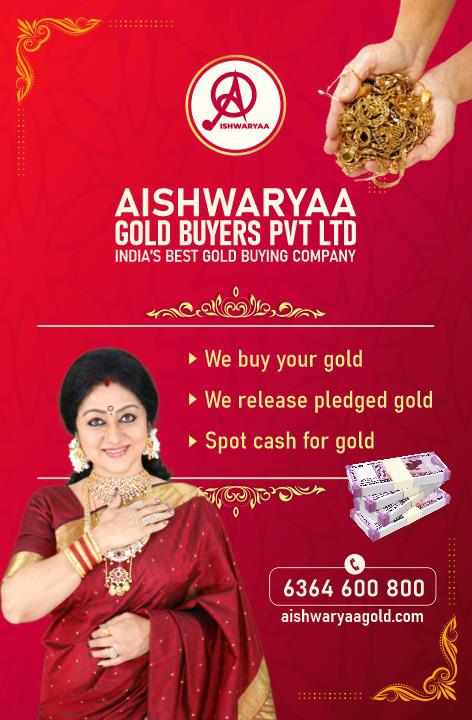 ISHWARYAA
AISHWARYAA
GOLD BUYERS PVT LTD
INDIA'S BEST GOLD BUYING COMPANY
We buy your gold
We release pledged gold
Spot cash for gold
6364 600 800
aishwaryaagold.com